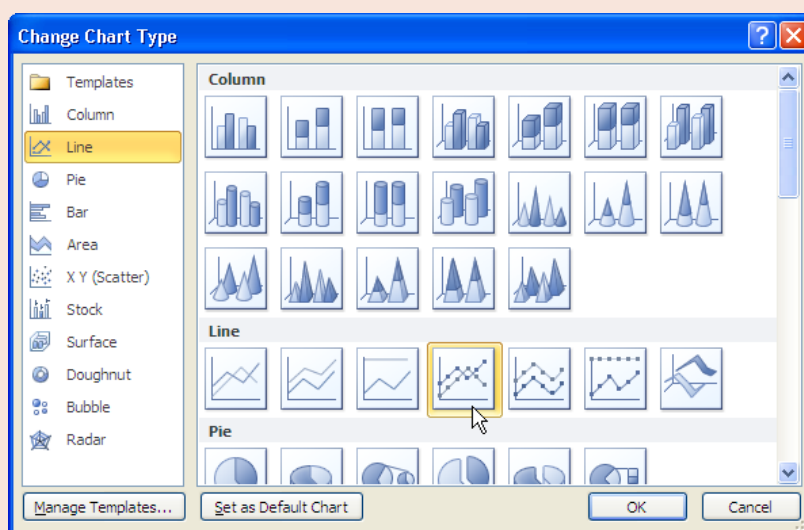 Change Chart Type
Templates
Column
Line
Pie
Bar
Area
X Y (Scatter)
Stock
Surface
Doughnut
Bubble
Radar
Column
Line
Pie
Manage Templates...
Set as Default Chart
OK
Cancel